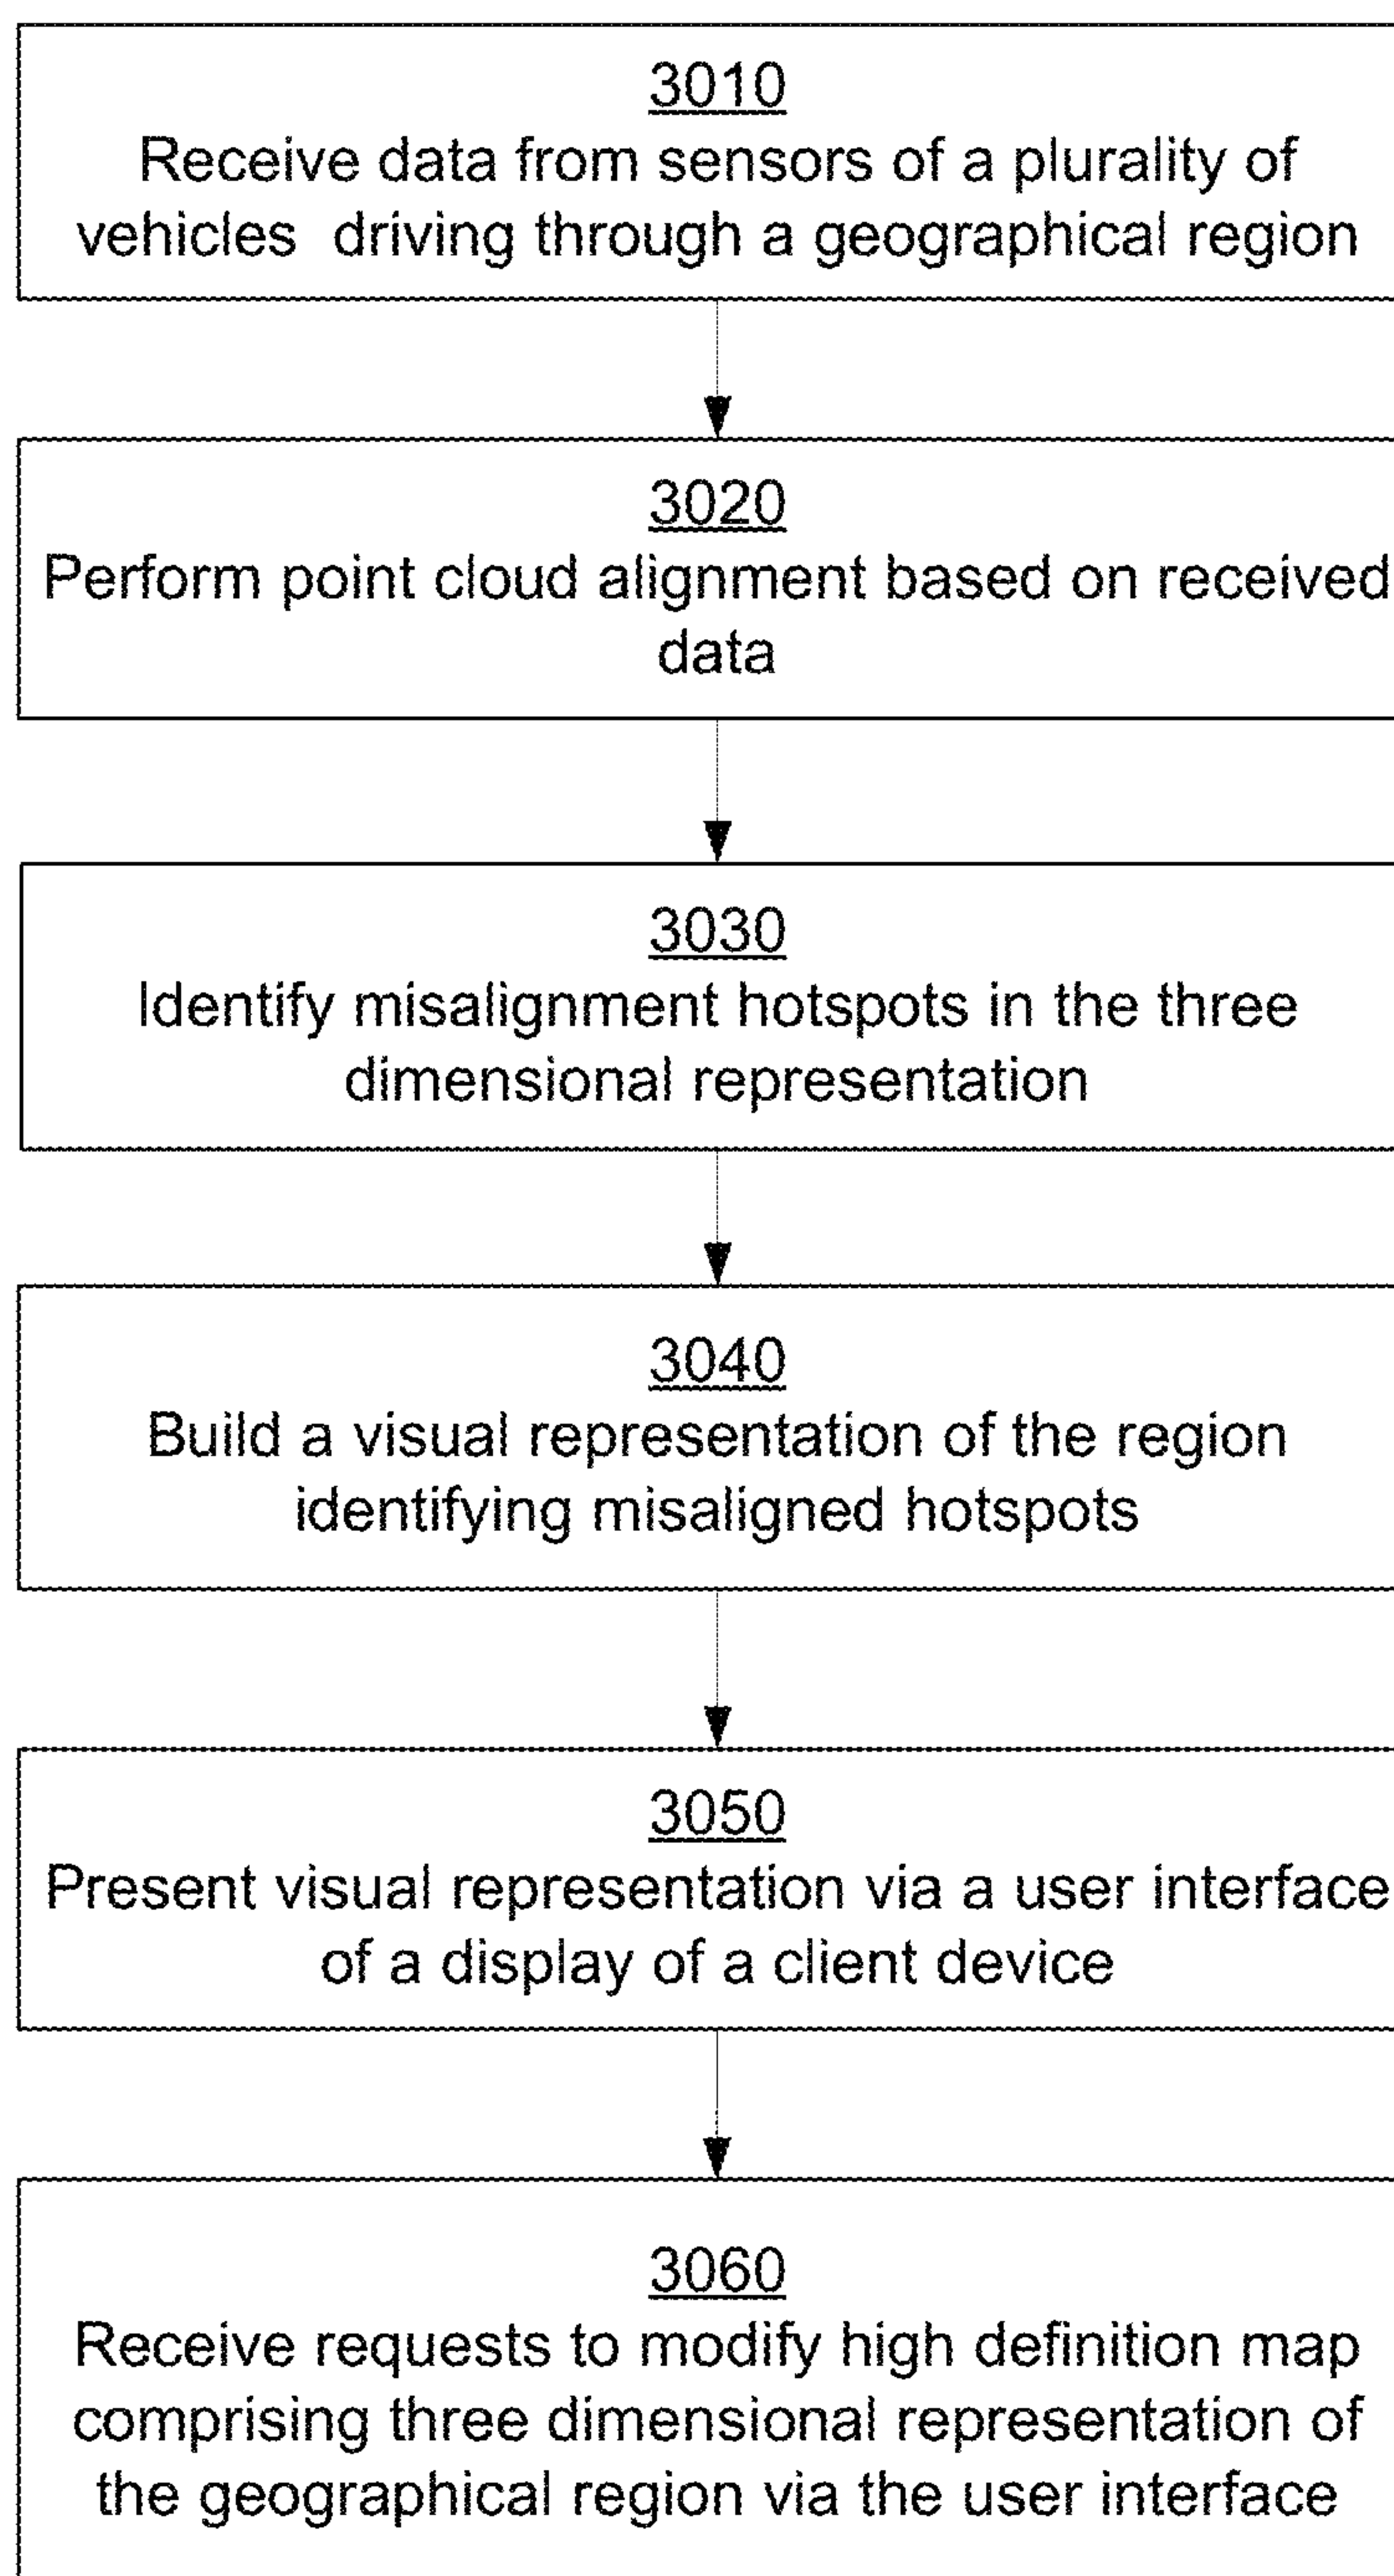 3010
Receive data from sensors of a plurality of
vehicles  driving through a geographical region
3020
Perform point cloud alignment based on received
data
3030
Identify misalignment hotspots in the three
dimensional representation
3040
Build a visual representation of the region
identifying misaligned hotspots
3050
Present visual representation via a user interface
of a display of a client device
3060
Receive requests to modify high definition map
comprising three dimensional representation of
the geographical region via the user interface